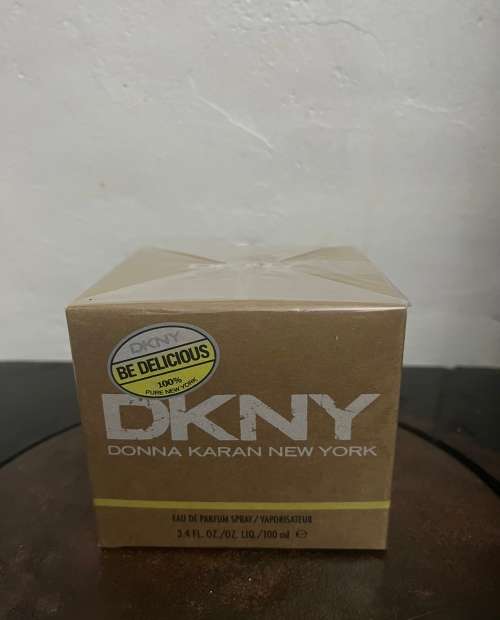 DKNY
BE DELICIOUS
100%
PURE NEW YORK
DKNY
DONNA KARAN NEW YORK
EAU DE PARFUM SPRAY / VAPORISATEUR
3.4 FL. OZ./OZ. LIQ. / 100 ml ℮